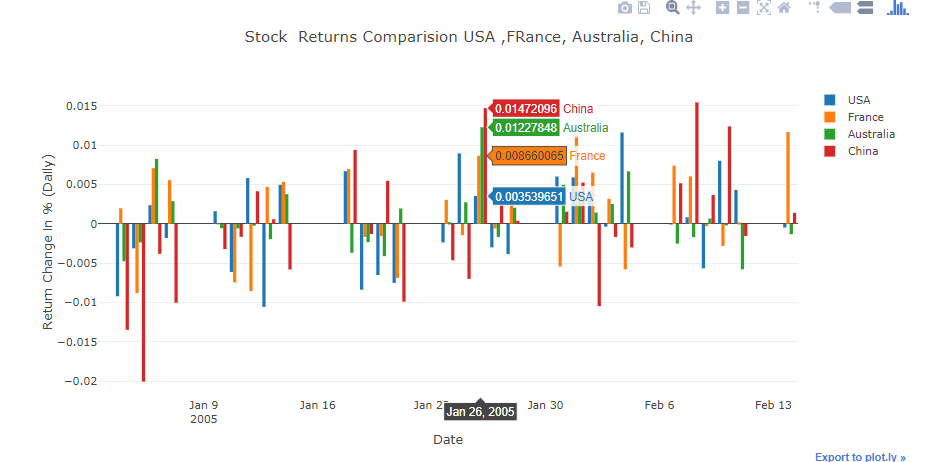 Stock Returns Comparision USA ,FRance, Australia, China
0.015
0.01
0.005
0
−0.005
−0.01
−0.015
−0.02
Return Change In % (Daily)
0.01472096 China
0.01227848 Australia
0.008660065 France
0.003539651 USA
USA
France
Australia
China
Jan 9
2005
Jan 16
Jan 2
Jan 26, 2005
Jan 30
Feb 6
Feb 13
Date
Export to plot.ly »